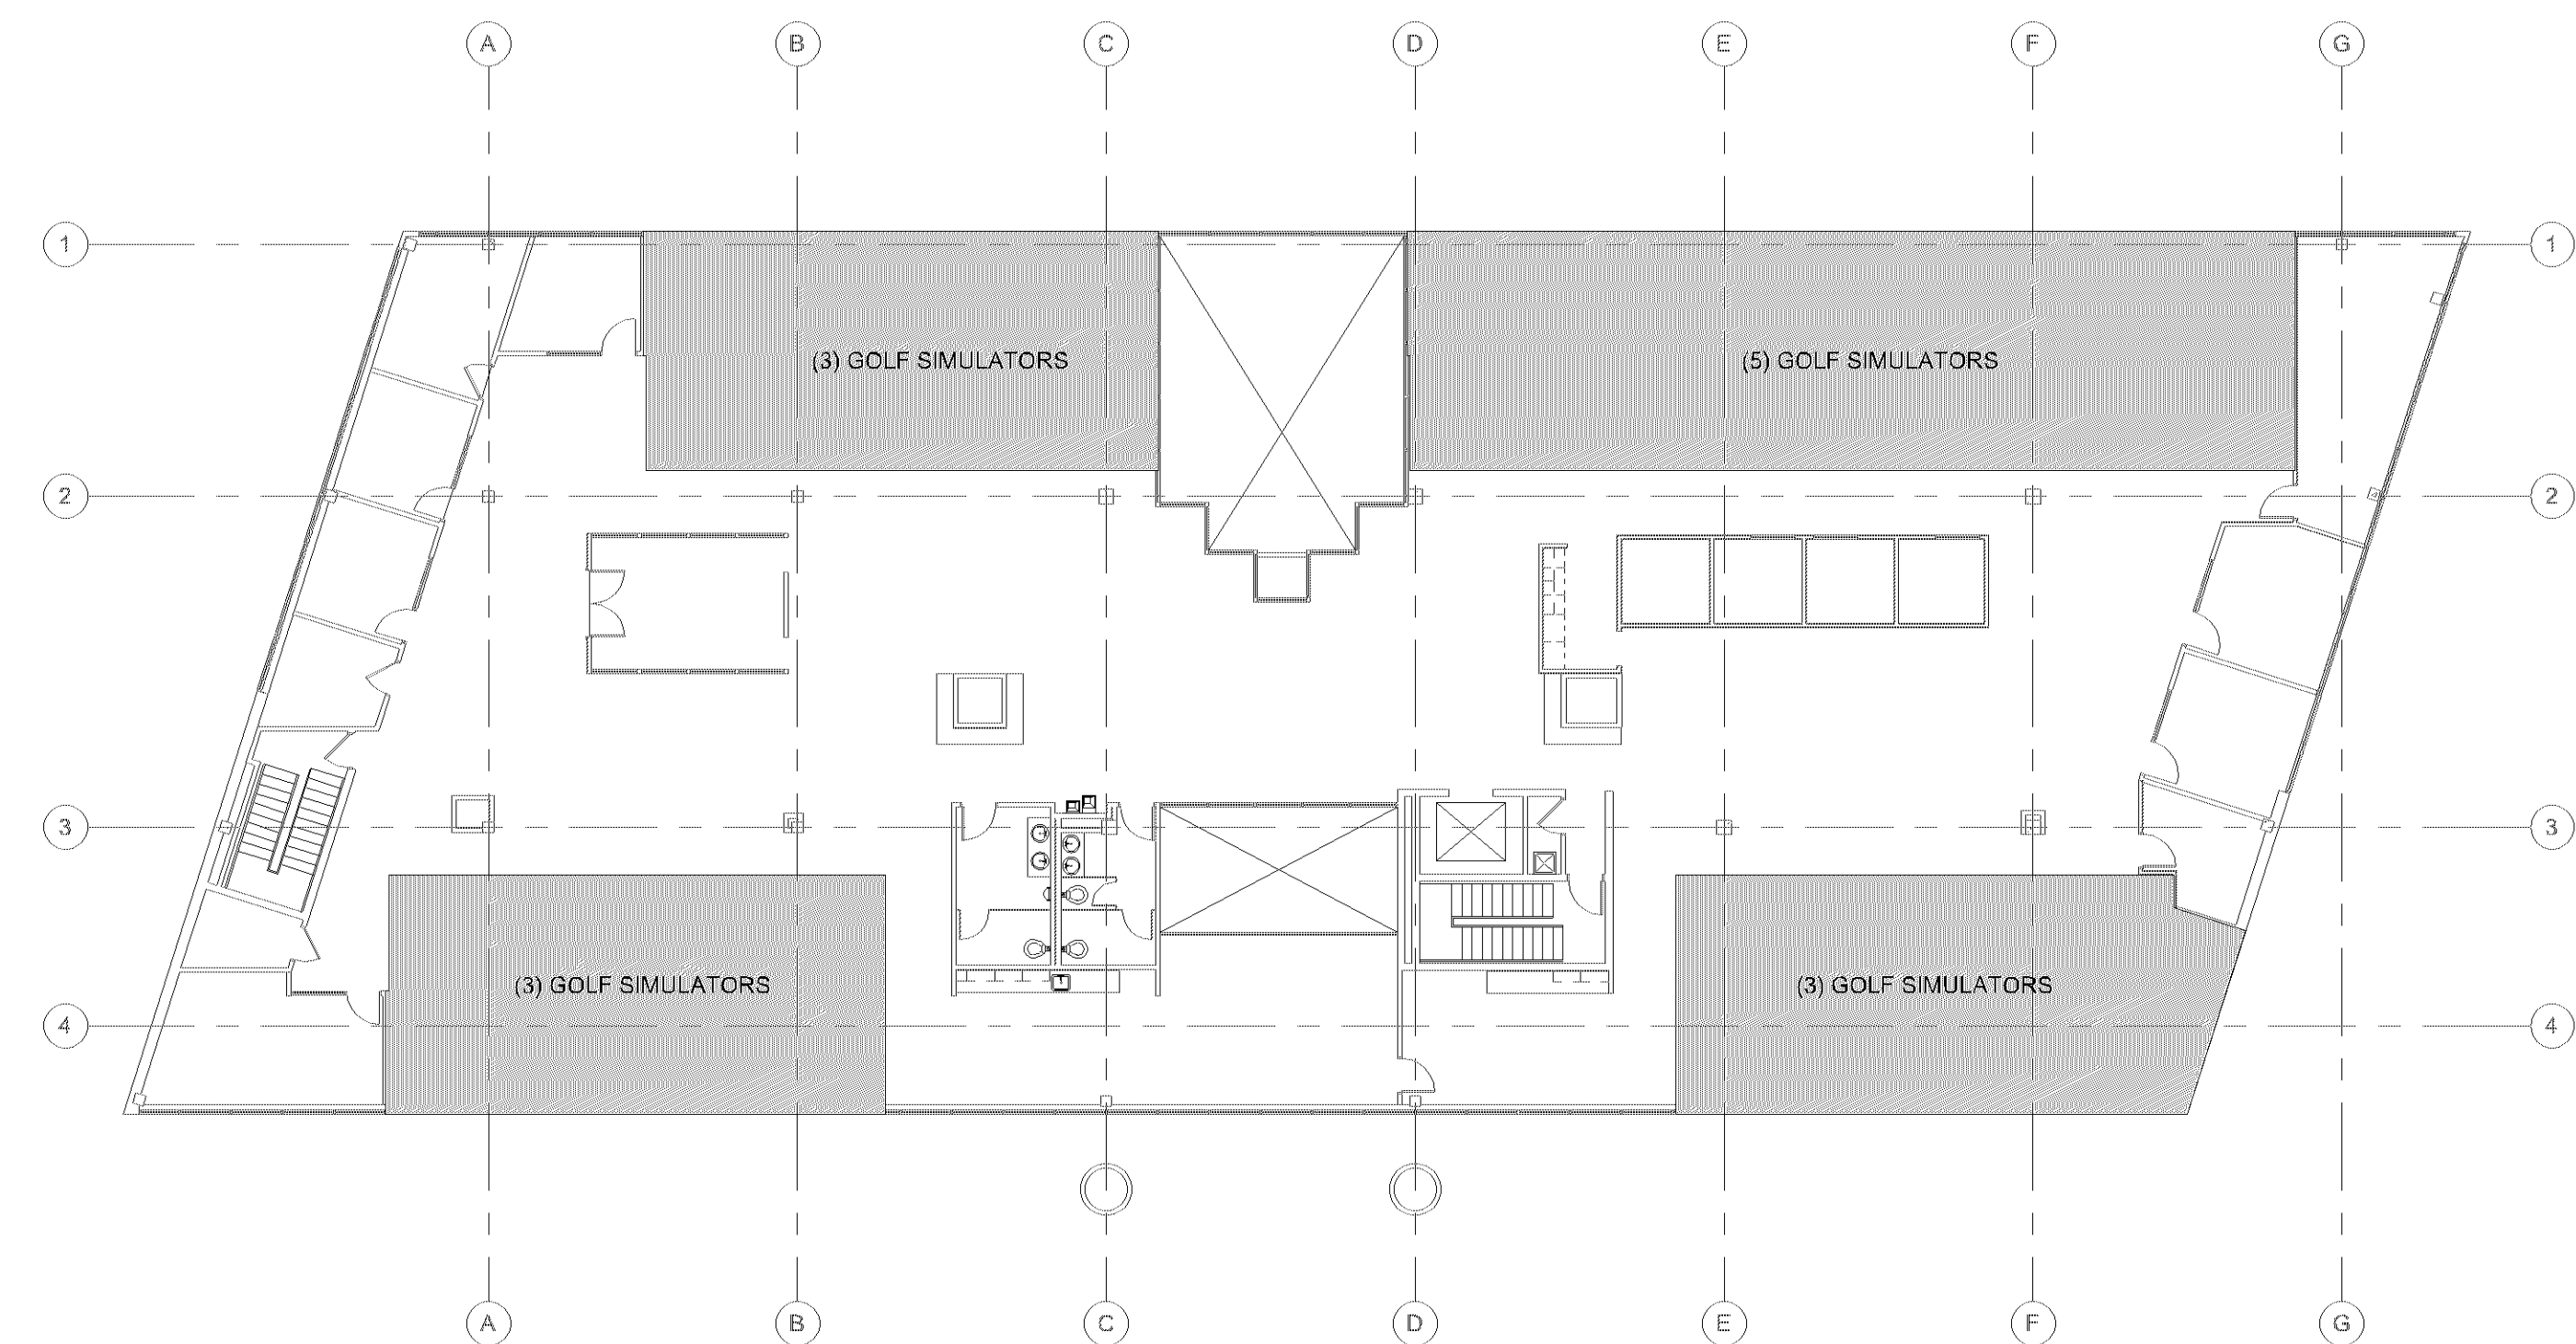 A B C D E F G
1 1
(3) GOLF SIMULATORS (5) GOLF SIMULATORS
2 2
3 3
(3) GOLF SIMULATORS (3) GOLF SIMULATORS
4 4
A B C D E F G